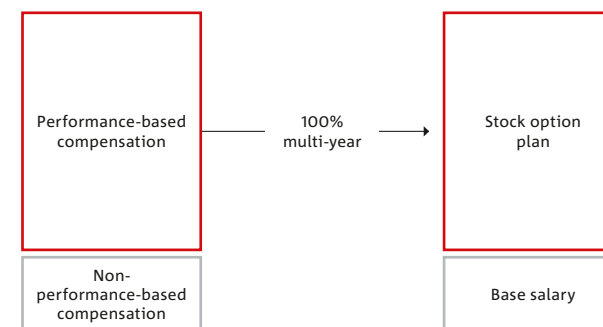 Performance-based
compensation
100%
multi-year
Stock option
plan
Non-
performance-based
compensation
Base salary